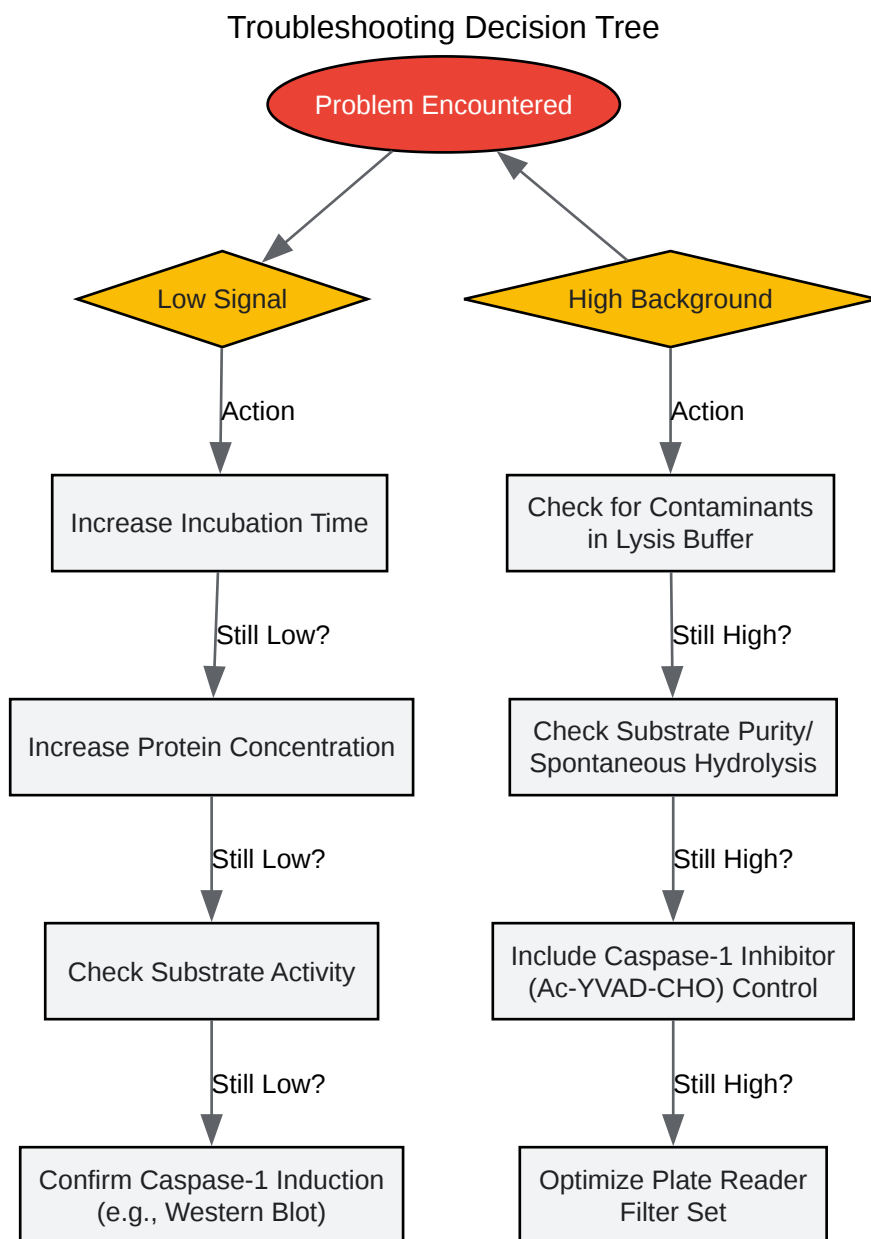 Troubleshooting Decision Tree
Problem Encountered
Low Signal
High Background
Action
Action
Increase Incubation Time
Check for Contaminants
in Lysis Buffer
Still Low?
Still High?
Increase Protein Concentration
Check Substrate Purity/
Spontaneous Hydrolysis
Still Low?
Still High?
Check Substrate Activity
Include Caspase-1 Inhibitor
(Ac-YVAD-CHO) Control
Still Low?
Still High?
Confirm Caspase-1 Induction
(e.g., Western Blot)
Optimize Plate Reader
Filter Set